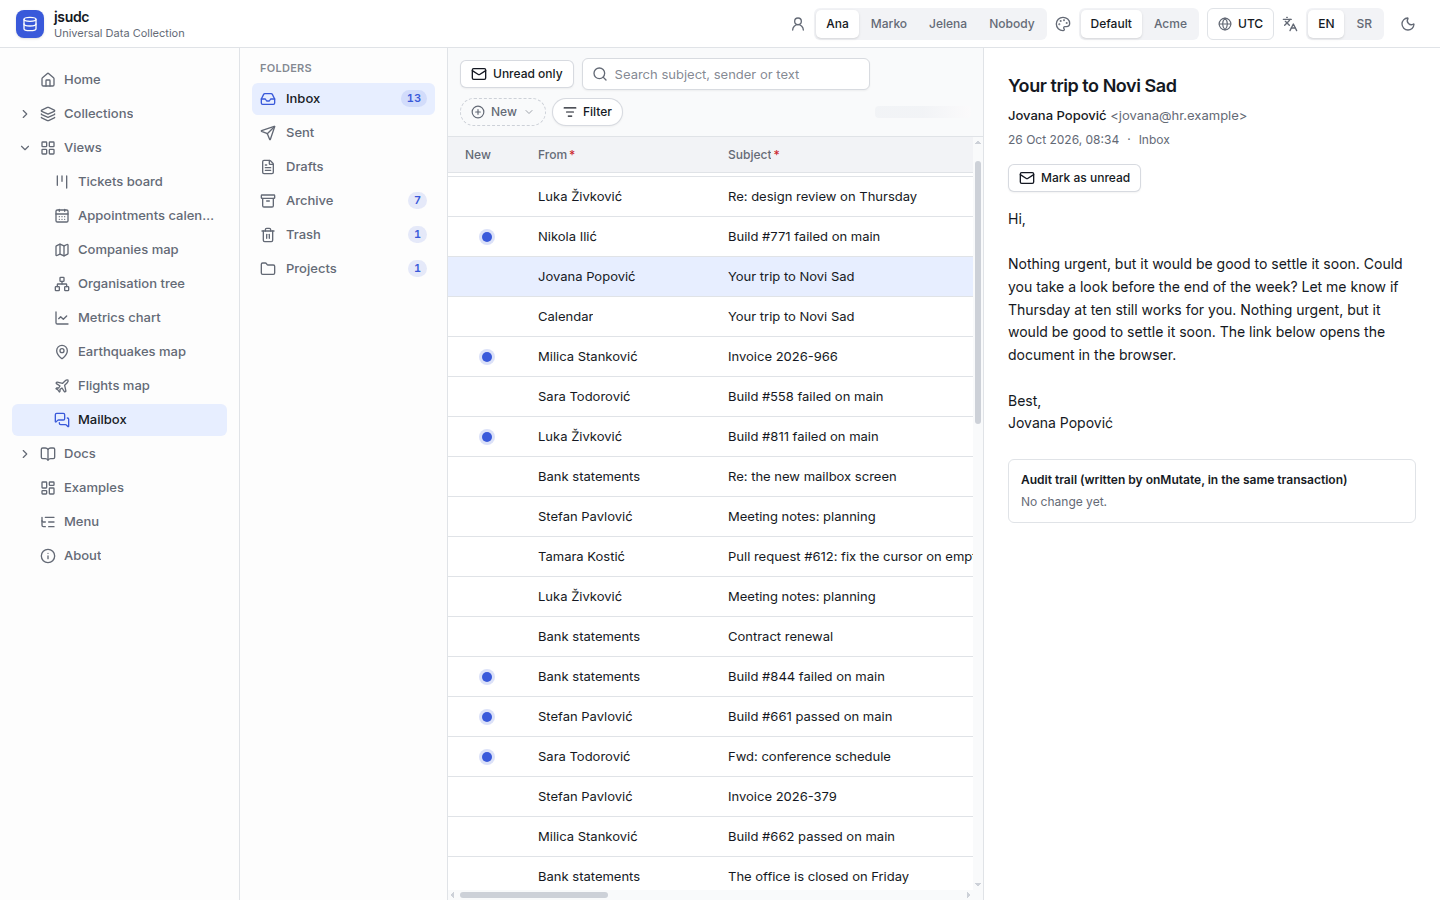 jsudc
Universal Data Collection
Ana
Marko
Jelena
Nobody
Default
Acme
UTC
EN
SR
Home
Collections
Views
Tickets board
Appointments calen...
Companies map
Organisation tree
Metrics chart
Earthquakes map
Flights map
Mailbox
Docs
Examples
Menu
About
FOLDERS
Inbox 13
Sent
Drafts
Archive 7
Trash 1
Projects 1
Unread only
Search subject, sender or text
New
Filter
New From* Subject*
Luka Živković Re: design review on Thursday
Nikola Ilić Build #771 failed on main
Jovana Popović Your trip to Novi Sad
Calendar Your trip to Novi Sad
Milica Stanković Invoice 2026-966
Sara Todorović Build #558 failed on main
Luka Živković Build #811 failed on main
Bank statements Re: the new mailbox screen
Stefan Pavlović Meeting notes: planning
Tamara Kostić Pull request #612: fix the cursor on empt
Luka Živković Meeting notes: planning
Bank statements Contract renewal
Bank statements Build #844 failed on main
Stefan Pavlović Build #661 passed on main
Sara Todorović Fwd: conference schedule
Stefan Pavlović Invoice 2026-379
Milica Stanković Build #662 passed on main
Bank statements The office is closed on Friday
Your trip to Novi Sad
Jovana Popović <jovana@hr.example>
26 Oct 2026, 08:34 · Inbox
Mark as unread
Hi,
Nothing urgent, but it would be good to settle it soon. Could
you take a look before the end of the week? Let me know if
Thursday at ten still works for you. Nothing urgent, but it
would be good to settle it soon. The link below opens the
document in the browser.
Best,
Jovana Popović
Audit trail (written by onMutate, in the same transaction)
No change yet.